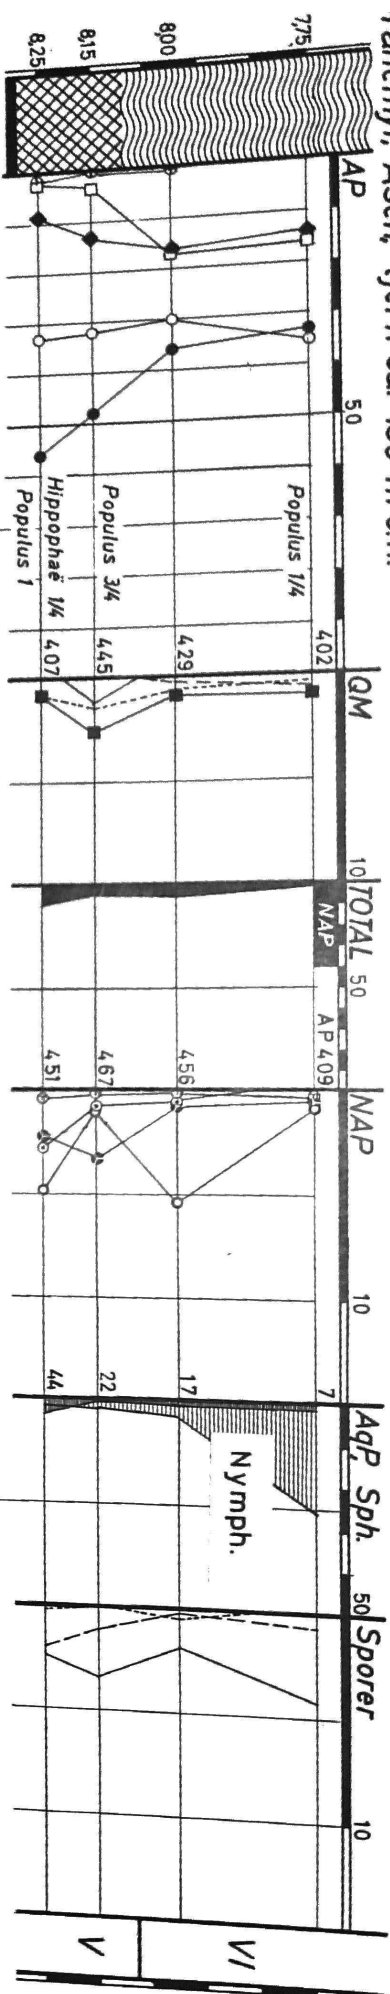 AP 50 QM 10 TOTAL 50 NAP 10 AqP, Sph. 50 Sporer 10
NAP
AP 409
7,75 Populus 1/4 402 7
8,00 429 456 17
Nymph.
VI
8,15 Populus 3/4 445 467 22
V
8,25 Hippophaë 1/4
Populus 1
407 451 44